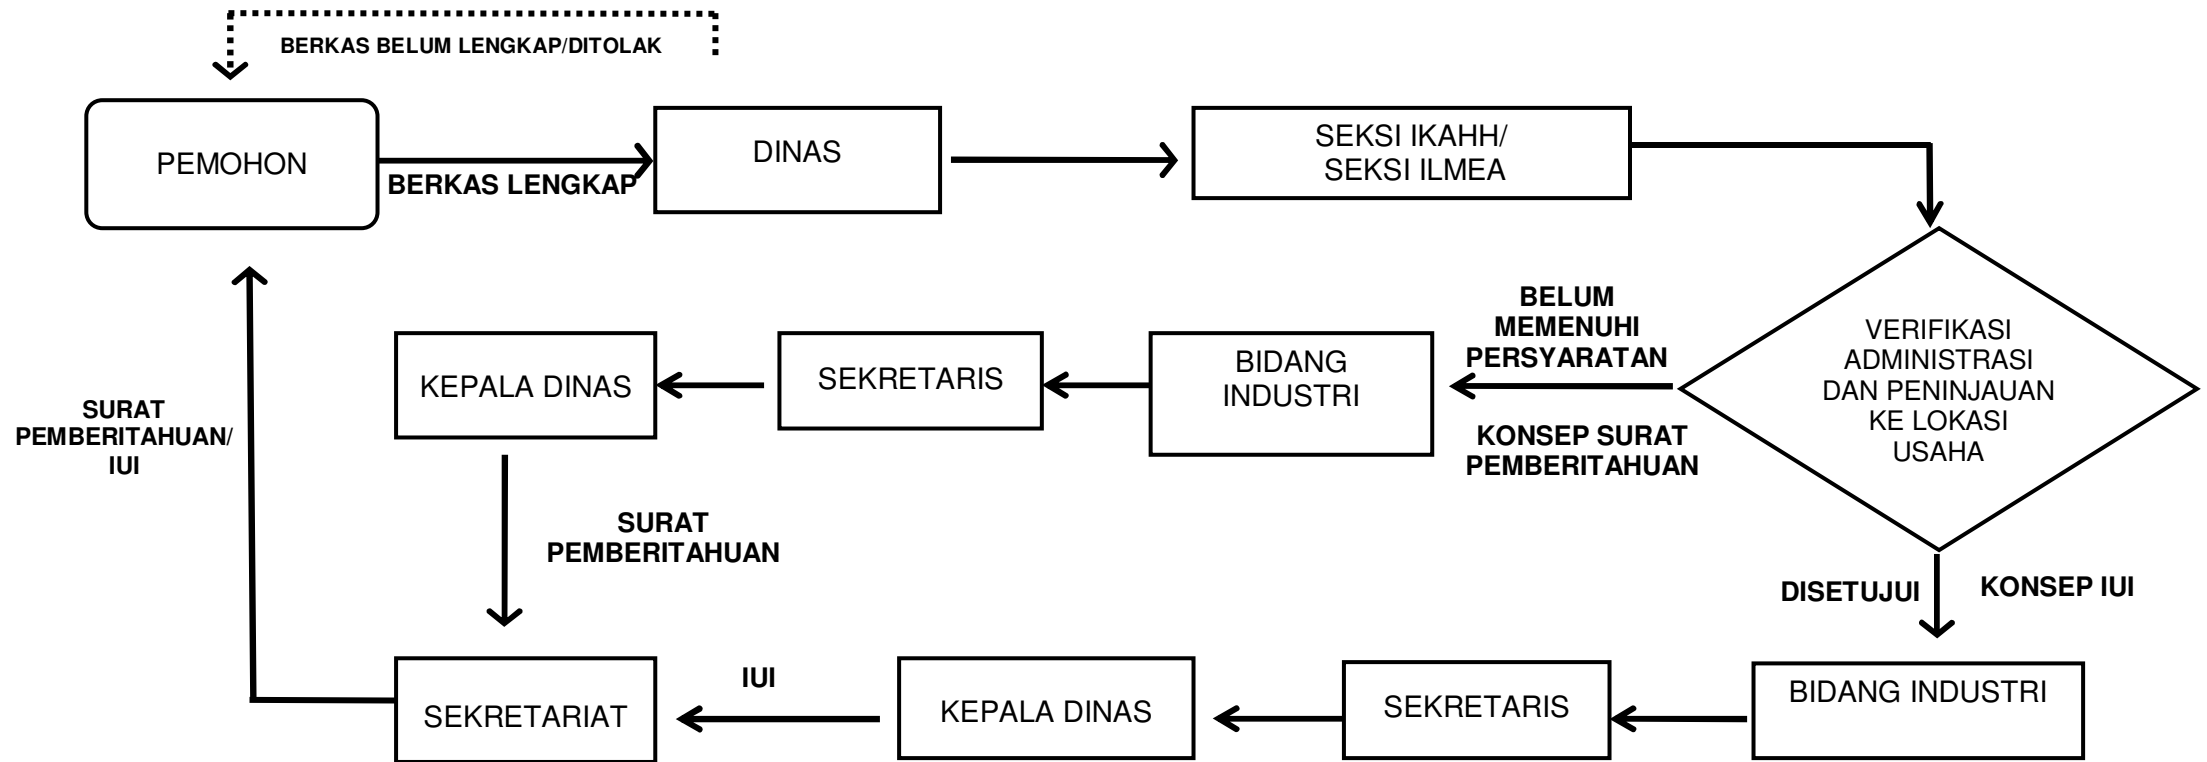 BERKAS BELUM LENGKAP/DITOLAK
PEMOHON
BERKAS LENGKAP
DINAS
SEKSI IKAHH/
SEKSI ILMEA
VERIFIKASI
ADMINISTRASI
DAN PENINJAUAN
KE LOKASI
USAHA
BELUM
MEMENUHI
PERSYARATAN
KONSEP SURAT
PEMBERITAHUAN
BIDANG
INDUSTRI
SEKRETARIS
KEPALA DINAS
SURAT
PEMBERITAHUAN/
IUI
SURAT
PEMBERITAHUAN
DISETUJUI
KONSEP IUI
BIDANG INDUSTRI
SEKRETARIS
KEPALA DINAS
IUI
SEKRETARIAT